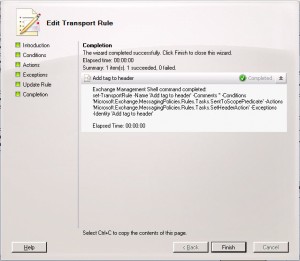 Edit Transport Rule
Introduction
Conditions
Actions
Exceptions
Update Rule
Completion
Completion
The wizard completed successfully. Click Finish to close this wizard.
Elapsed time: 00:00:00
Summary: 1 item(s). 1 succeeded, 0 failed.
Add tag to header
Completed
Exchange Management Shell command completed:
set-TransportRule -Name 'Add tag to header' -Comments '' -Conditions
'Microsoft.Exchange.MessagingPolicies.Rules.Tasks.SentToScopePredicate' -Actions
'Microsoft.Exchange.MessagingPolicies.Rules.Tasks.SetHeaderAction' -Exceptions
-Identity 'Add tag to header'
Elapsed Time: 00:00:00
Select Ctrl+C to copy the contents of this page.
Help
< Back
Finish
Cancel